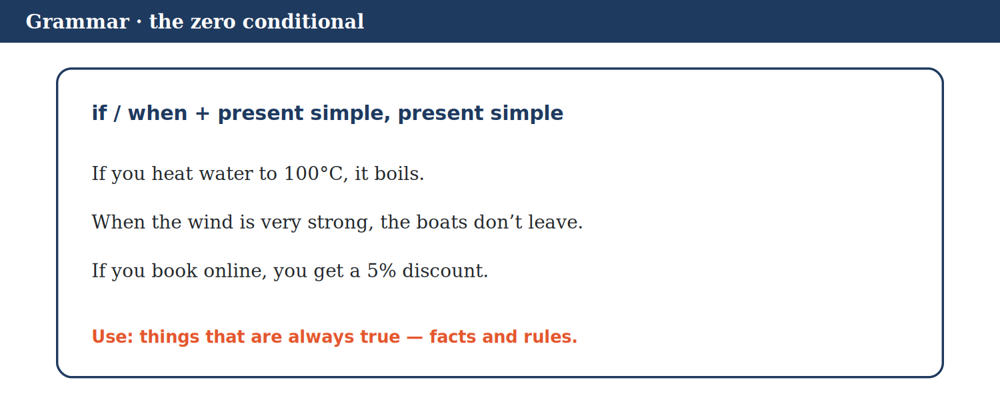 Grammar · the zero conditional
if / when + present simple, present simple
If you heat water to 100°C, it boils.
When the wind is very strong, the boats don’t leave.
If you book online, you get a 5% discount.
Use: things that are always true — facts and rules.